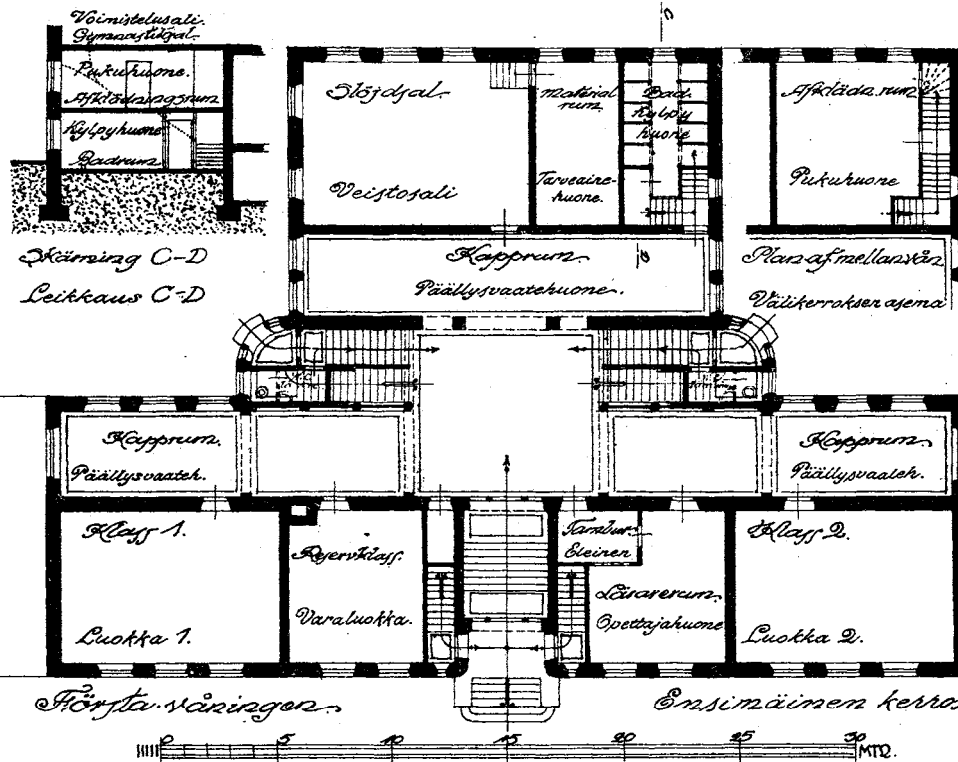 Voimistelusali.
Gymnastiksal.
Pukuhuone.
Afklädningsrum
Kylpyhuone
Badrum
Skärning C-D
Leikkaus C-D
Slöjdsal.
Veistosali
Material
rum.
Tarveaine-
huone.
Bad.
Kylpy
huone
Afklädn. rum
Pukuhuone
Kapprum.
Päällysvaatehuone.
Plan af mellanvån
Välikerroksen asema
Kapprum.
Päällysvaateh.
Kapprum
Päällysvaateh.
Klass 1.
Luokka 1.
Reservklass.
Varaluokka.
Tambur.
Eteinen
Lärarerum.
Opettajahuone
Klass 2.
Luokka 2.
Första våningen.
Ensimäinen kerros
0 5 10 15 20 25 30 MTR.